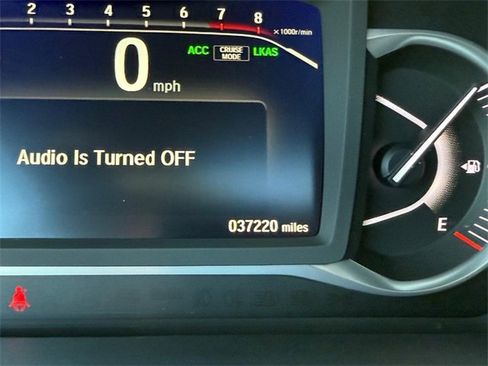 2 3 4 5 6 7 8
×1000r/min
ACC CRUISE MODE LKAS
0 mph
Audio Is Turned OFF
037220 miles
E